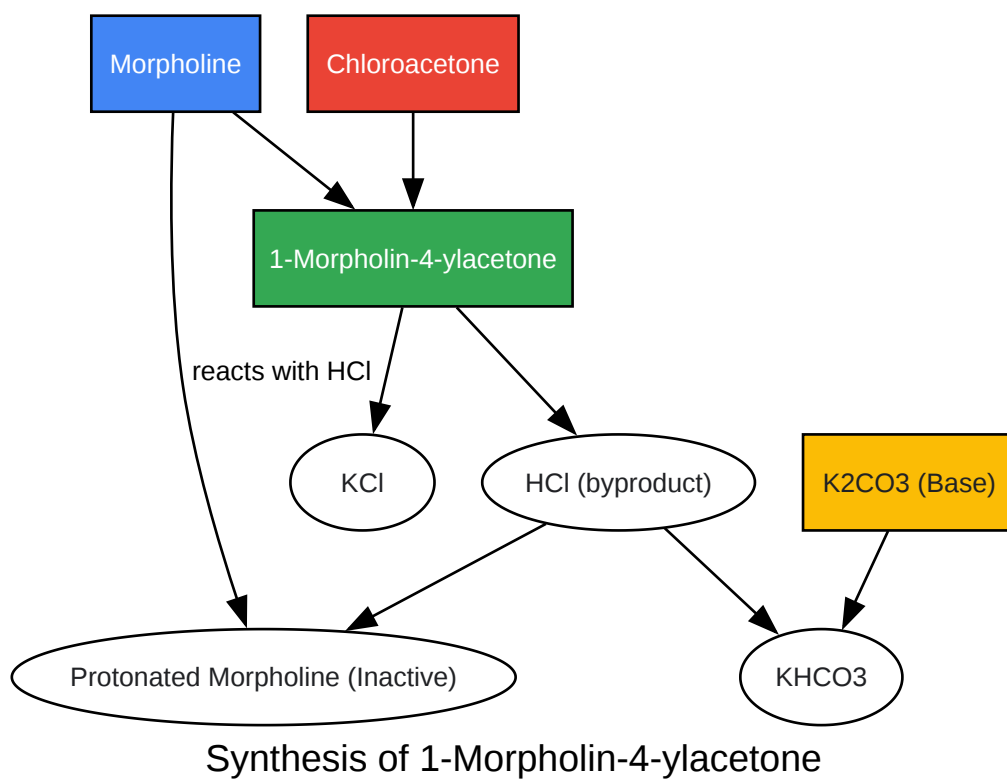 Morpholine
Chloroacetone
1-Morpholin-4-ylacetone
reacts with HCl
KCl
HCl (byproduct)
K2CO3 (Base)
Protonated Morpholine (Inactive)
KHCO3
Synthesis of 1-Morpholin-4-ylacetone